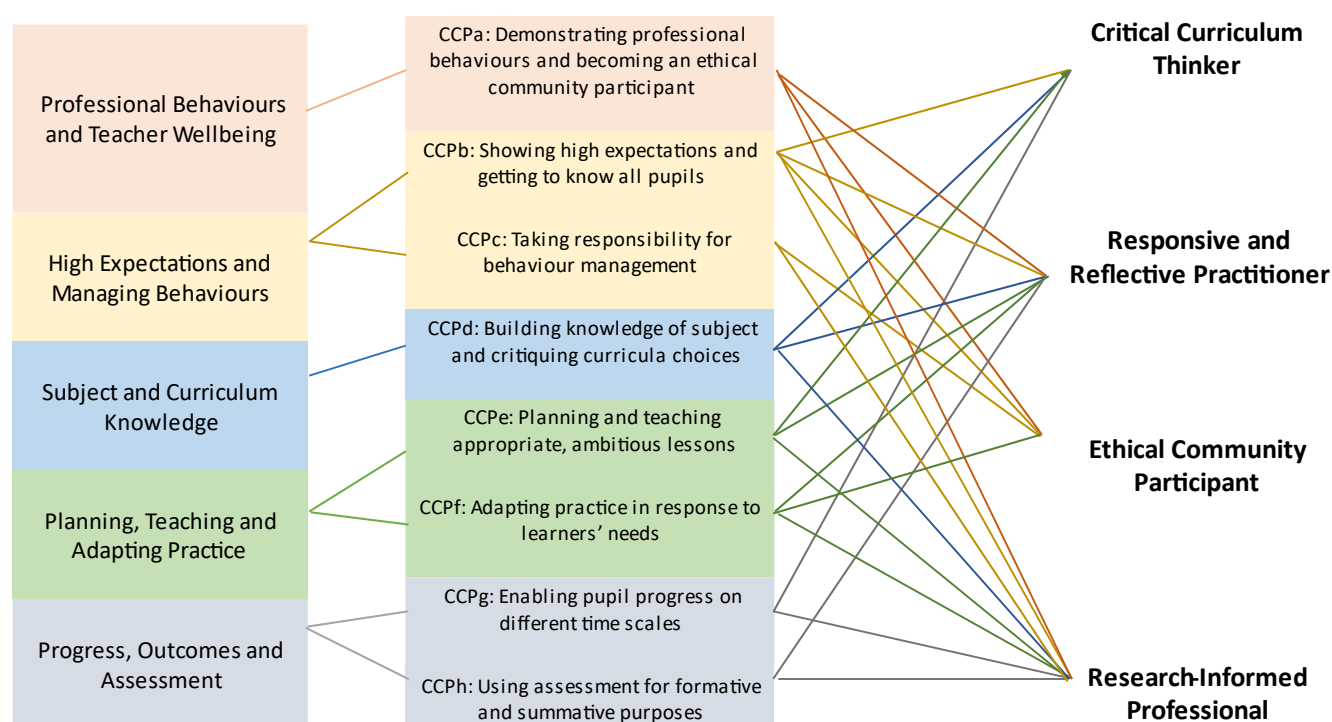 Professional Behaviours
and Teacher Wellbeing
High Expectations and
Managing Behaviours
Subject and Curriculum
Knowledge
Planning, Teaching and
Adapting Practice
Progress, Outcomes and
Assessment
CCPa: Demonstrating professional
behaviours and becoming an ethical
community participant
CCPb: Showing high expectations and
getting to know all pupils
CCPc: Taking responsibility for
behaviour management
CCPd: Building knowledge of subject
and critiquing curricula choices
CCPe: Planning and teaching
appropriate, ambitious lessons
CCPf: Adapting practice in response to
learners’ needs
CCPg: Enabling pupil progress on
different time scales
CCPh: Using assessment for formative
and summative purposes
Critical Curriculum
Thinker
Responsive and
Reflective Practitioner
Ethical Community
Participant
Research-Informed
Professional